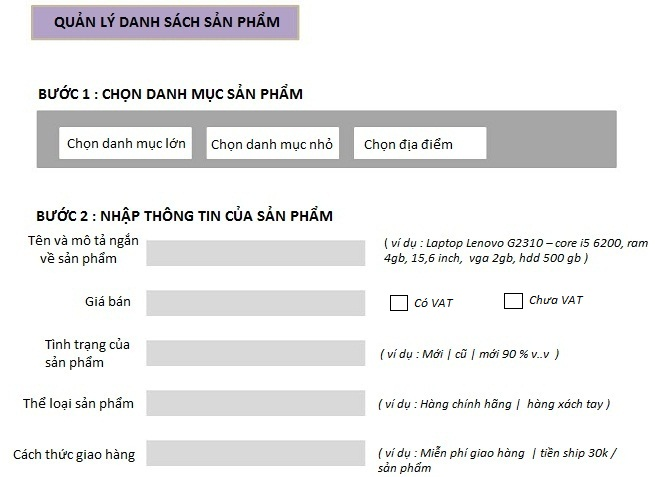 QUẢN LÝ DANH SÁCH SẢN PHẨM
BƯỚC 1 : CHỌN DANH MỤC SẢN PHẨM
Chọn danh mục lớn
Chọn danh mục nhỏ
Chọn địa điểm
BƯỚC 2 : NHẬP THÔNG TIN CỦA SẢN PHẨM
Tên và mô tả ngắn
về sản phẩm
( ví dụ : Laptop Lenovo G2310 – core i5 6200, ram
4gb, 15,6 inch, vga 2gb, hdd 500 gb )
Giá bán
Có VAT
Chưa VAT
Tình trạng của
sản phẩm
( ví dụ : Mới | cũ | mới 90 % v..v )
Thể loại sản phẩm
( ví dụ : Hàng chính hãng | hàng xách tay )
Cách thức giao hàng
( ví dụ : Miễn phí giao hàng | tiền ship 30k /
sản phẩm